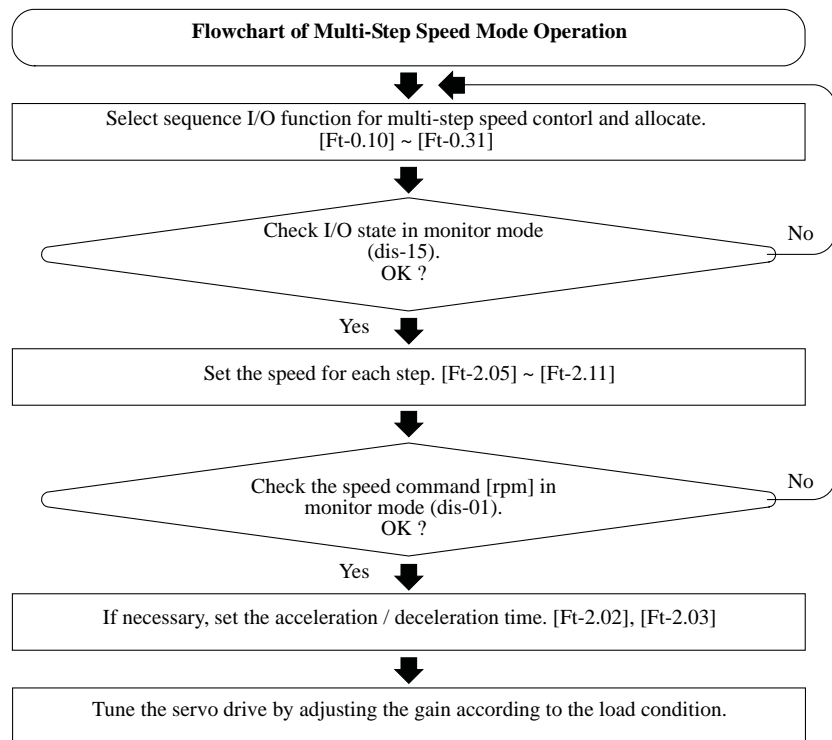 Flowchart of Multi-Step Speed Mode Operation
Select sequence I/O function for multi-step speed contorl and allocate.
[Ft-0.10] ~ [Ft-0.31]
Check I/O state in monitor mode
(dis-15).
OK ?
No
Yes
Set the speed for each step. [Ft-2.05] ~ [Ft-2.11]
Check the speed command [rpm] in
monitor mode (dis-01).
OK ?
No
Yes
If necessary, set the acceleration / deceleration time. [Ft-2.02], [Ft-2.03]
Tune the servo drive by adjusting the gain according to the load condition.